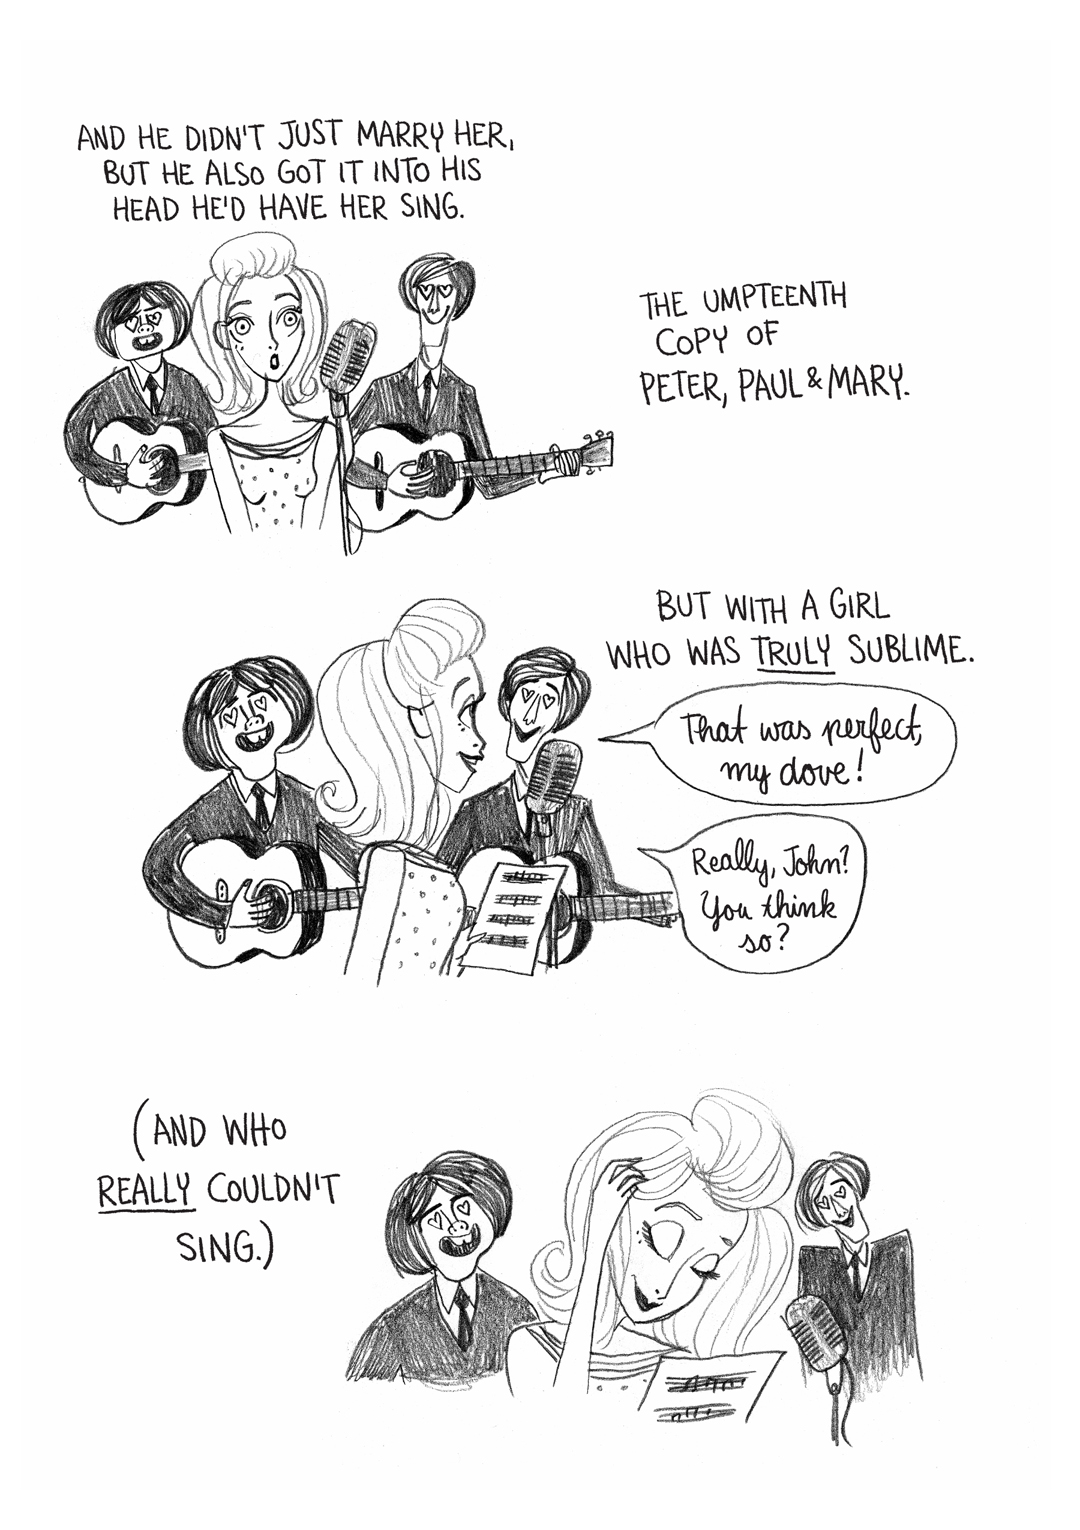 AND HE DIDN'T JUST MARRY HER,
BUT HE ALSO GOT IT INTO HIS
HEAD HE'D HAVE HER SING.
THE UMPTEENTH
COPY OF
PETER, PAUL & MARY.
BUT WITH A GIRL
WHO WAS TRULY SUBLIME.
That was perfect,
my dove!
Really, John?
You think
so?
(AND WHO
REALLY COULDN'T
SING.)